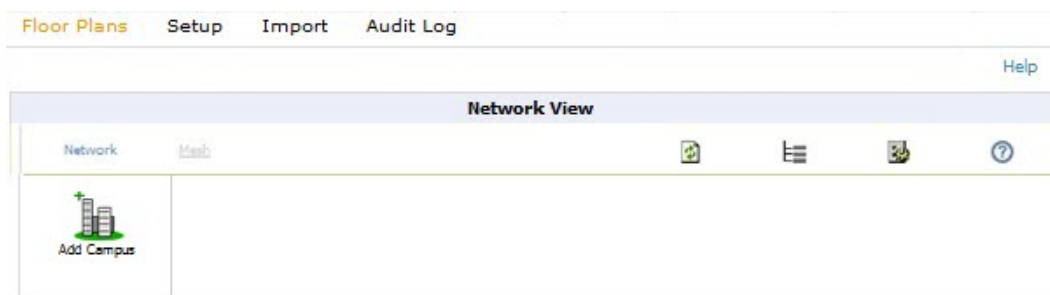 Floor Plans Setup Import Audit Log
Help
Network View
Network Mesh
Add Campus